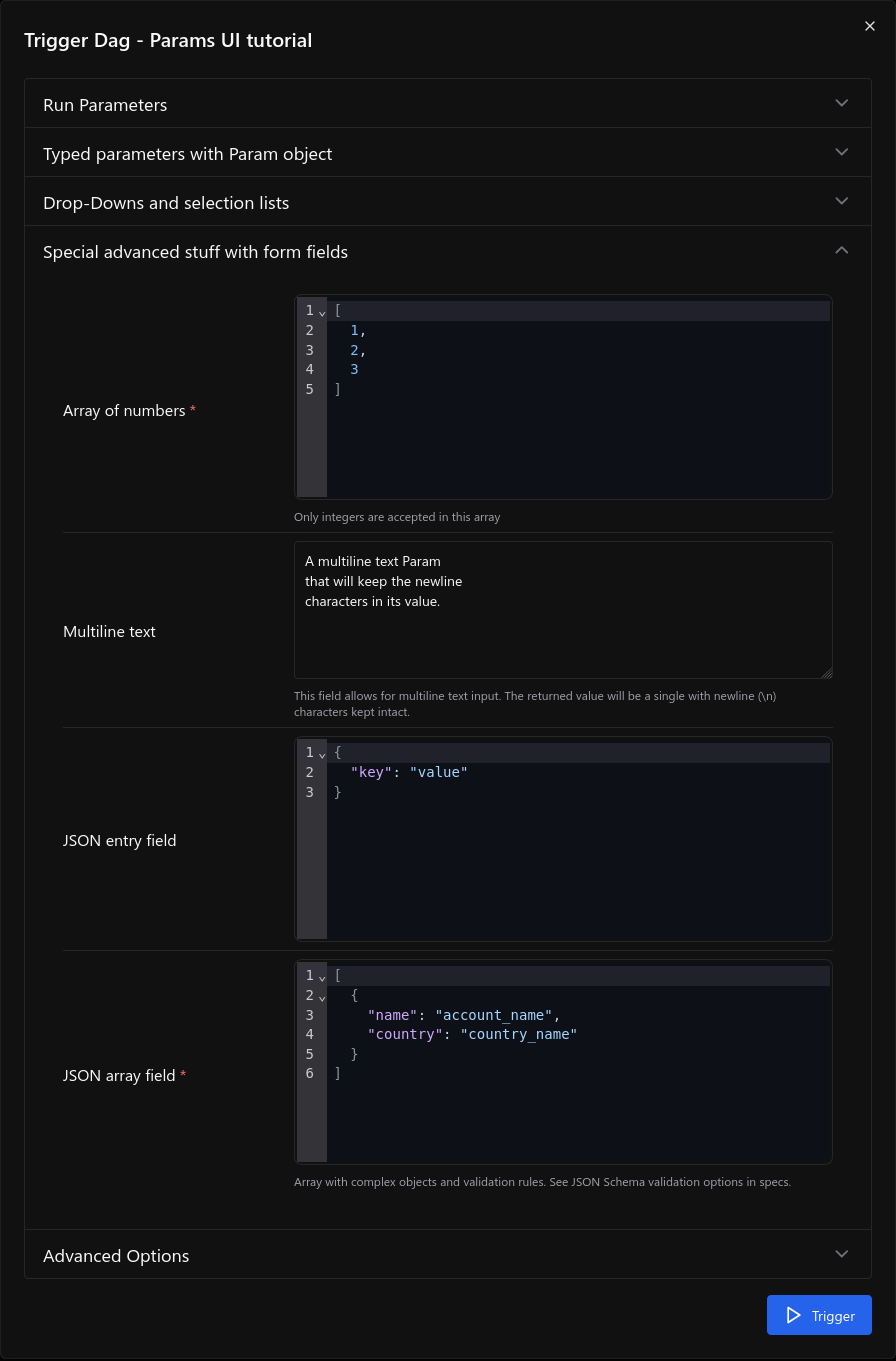 Trigger Dag - Params UI tutorial
Run Parameters
Typed parameters with Param object
Drop-Downs and selection lists
Special advanced stuff with form fields
Array of numbers *
1 [
2 1,
3 2,
4 3
5 ]
Only integers are accepted in this array
Multiline text
A multiline text Param
that will keep the newline
characters in its value.
This field allows for multiline text input. The returned value will be a single with newline (\n)
characters kept intact.
JSON entry field
1 {
2 "key": "value"
3 }
JSON array field *
1 [
2 {
3 "name": "account_name",
4 "country": "country_name"
5 }
6 ]
Array with complex objects and validation rules. See JSON Schema validation options in specs.
Advanced Options
Trigger